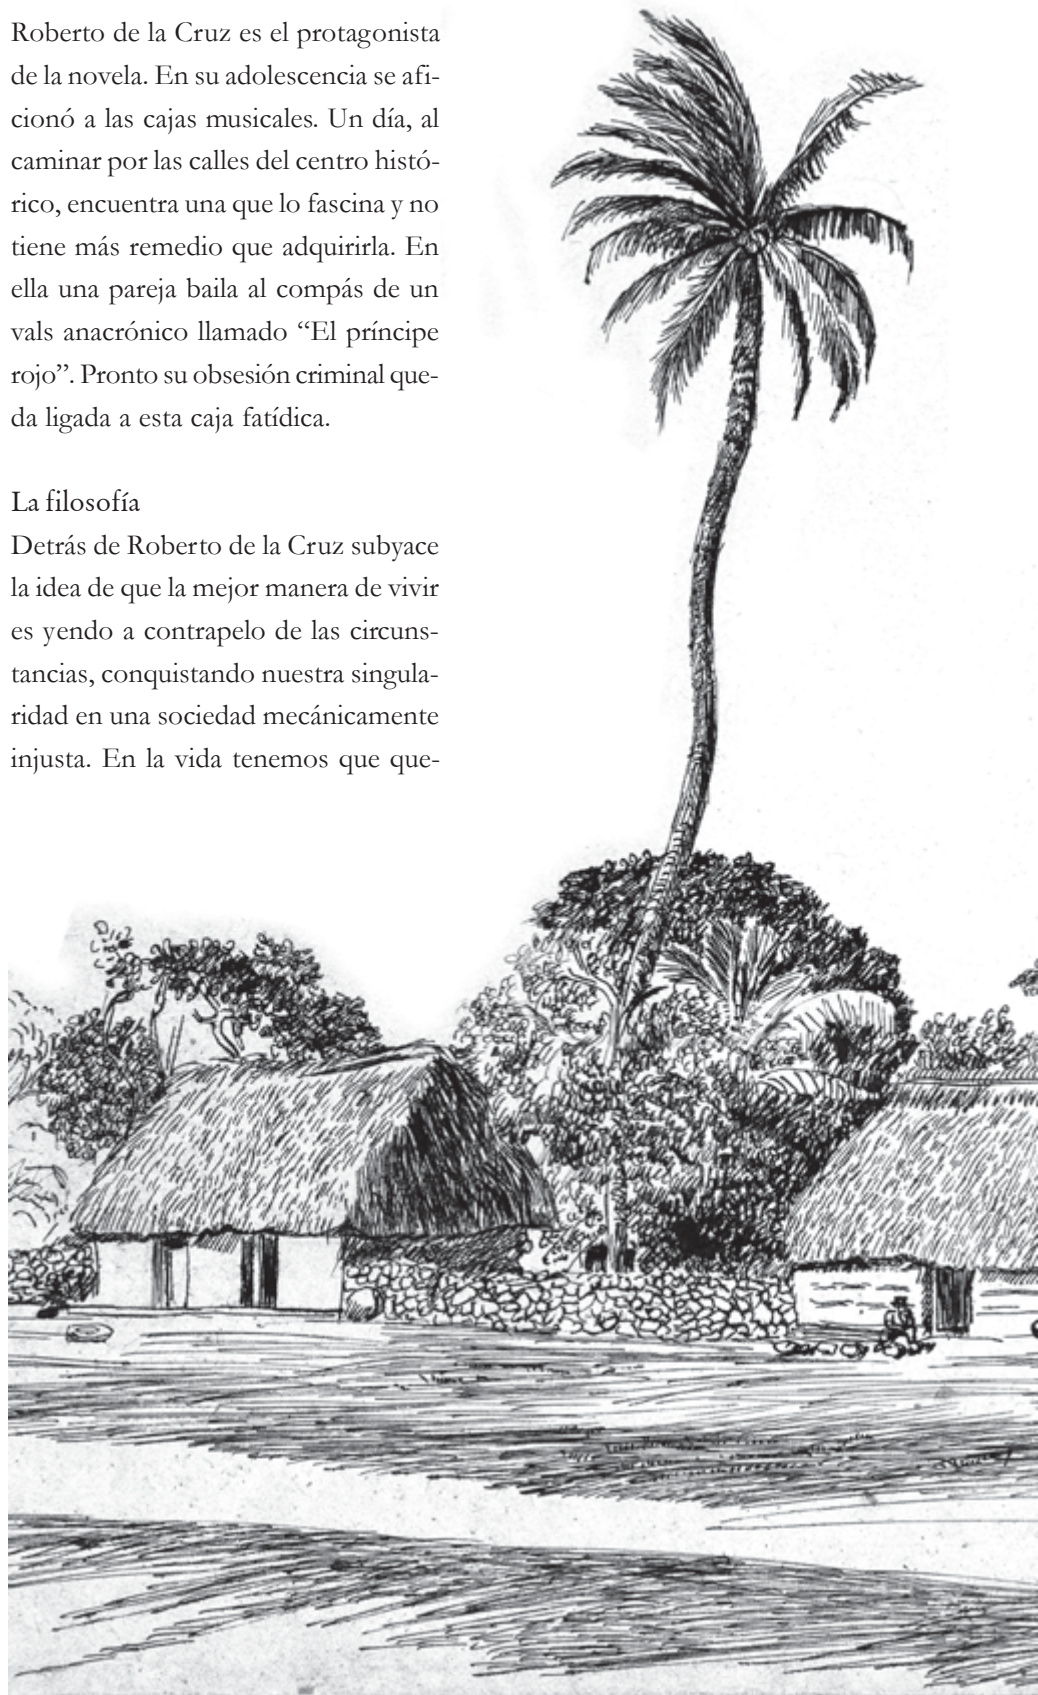 Roberto de la Cruz es el protagonista
de la novela. En su adolescencia se afi-
cionó a las cajas musicales. Un día, al
caminar por las calles del centro histó-
rico, encuentra una que lo fascina y no
tiene más remedio que adquirirla. En
ella una pareja baila al compás de un
vals anacrónico llamado “El príncipe
rojo”. Pronto su obsesión criminal que-
da ligada a esta caja fatídica.
La filosofía
Detrás de Roberto de la Cruz subyace
la idea de que la mejor manera de vivir
es yendo a contrapelo de las circuns-
tancias, conquistando nuestra singula-
ridad en una sociedad mecánicamente
injusta. En la vida tenemos que que-